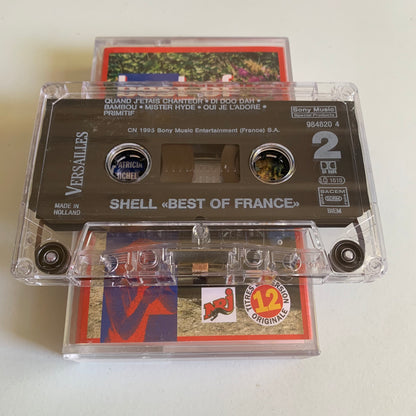 QUAND J'ETAIS CHANTEUR • DI DOO DAH •
BAMBOU • MISTER HYDE • OUI JE L'ADORE •
PRIMITIF
CN 1993 Sony Music Entertainment (France) S.A.
Sony Music
Special Products
984820 4
2
VERSAILLES
MADE IN
HOLLAND
SACEM
BIEM
SHELL «BEST OF FRANCE»
NRJ
12
TITRES
VERSION
ORIGINALE